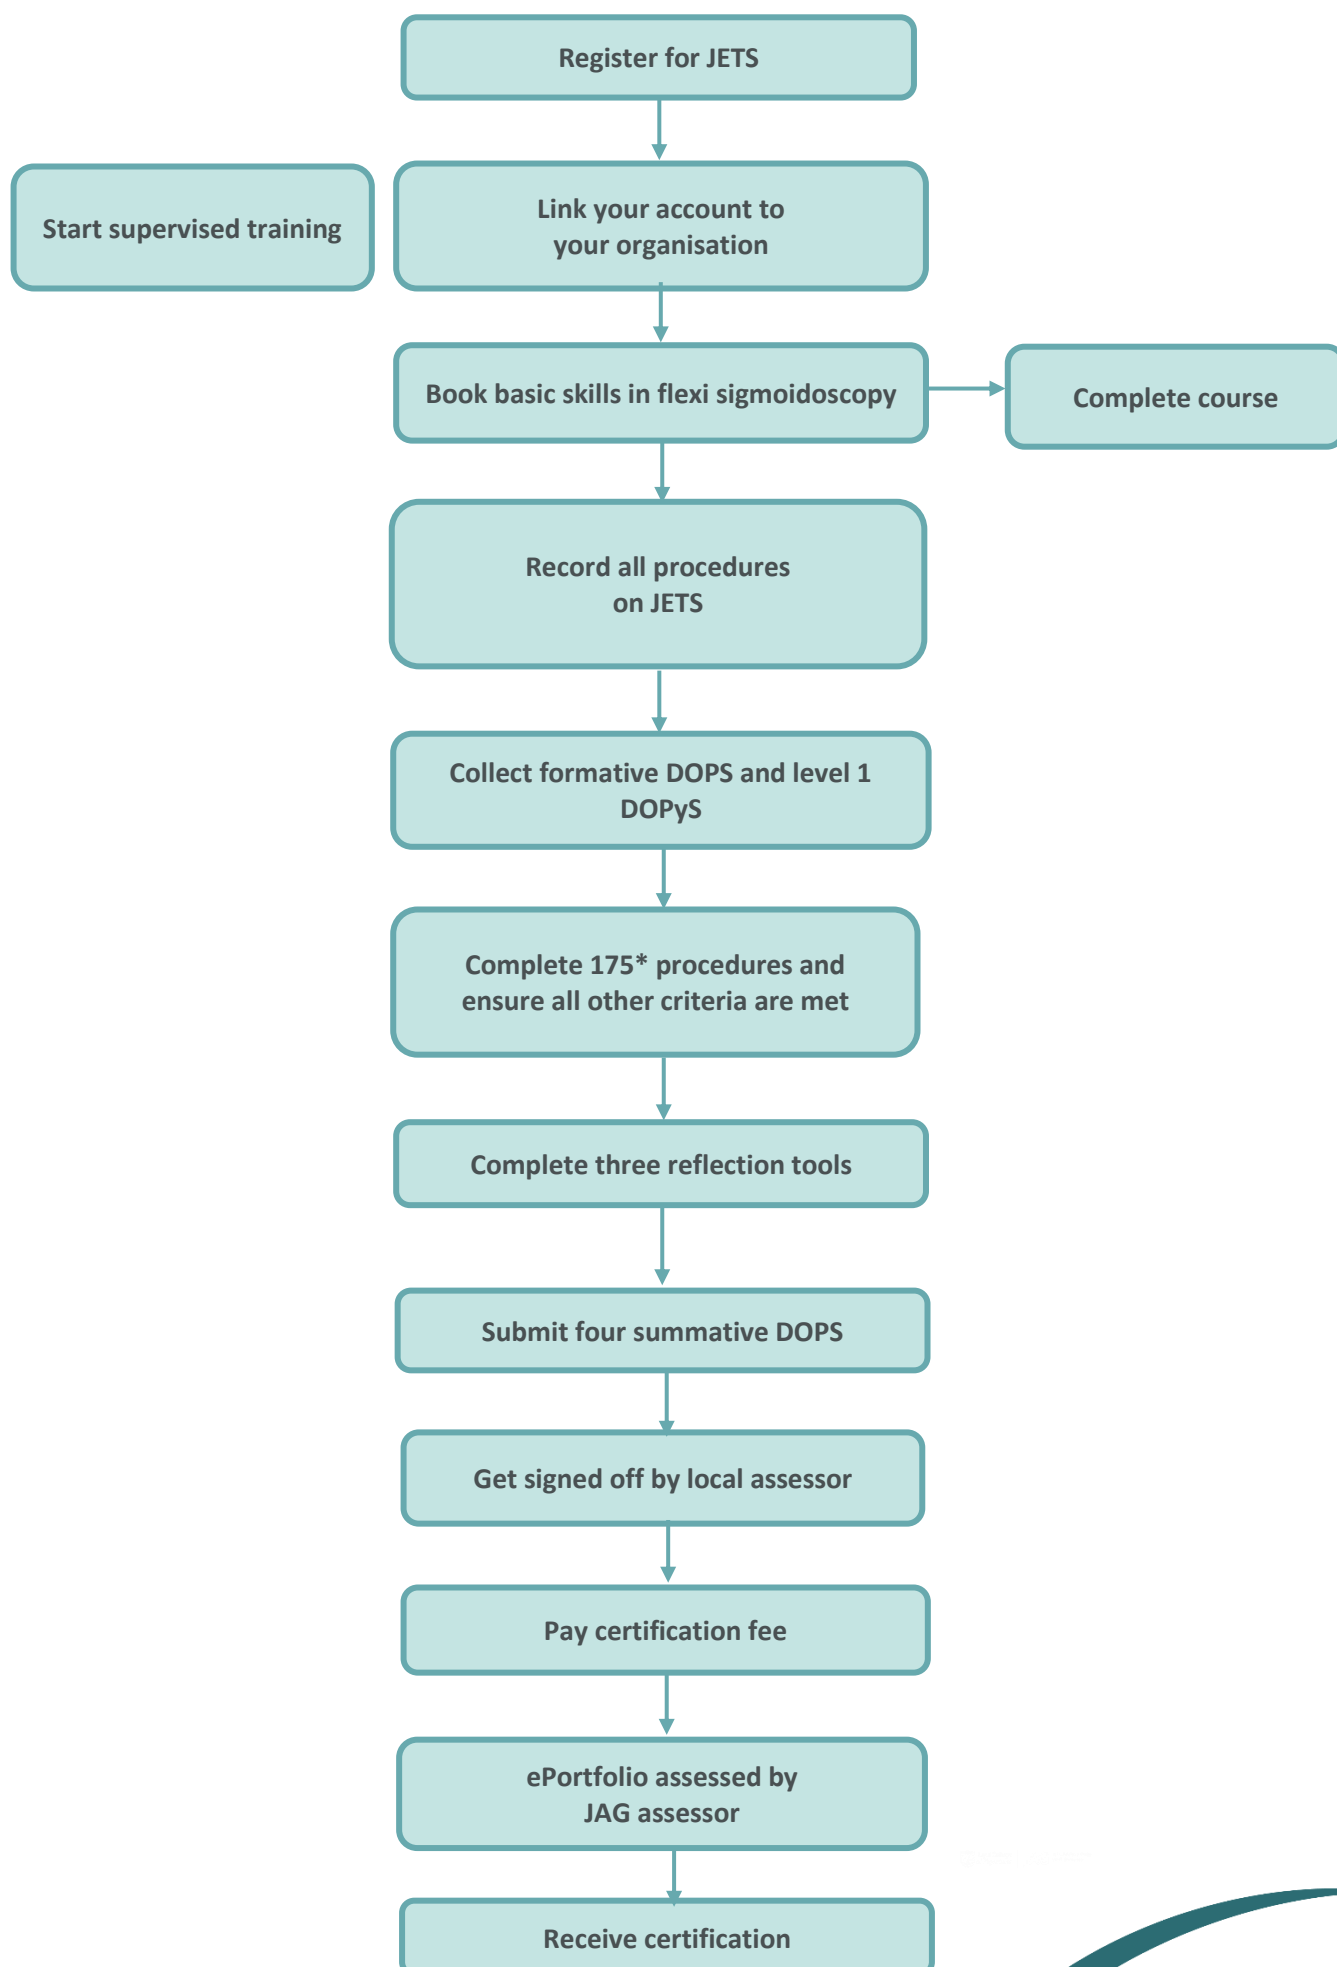 Register for JETS
Start supervised training
Link your account to
your organisation
Book basic skills in flexi sigmoidoscopy
Complete course
Record all procedures
on JETS
Collect formative DOPS and level 1
DOPyS
Complete 175* procedures and
ensure all other criteria are met
Complete three reflection tools
Submit four summative DOPS
Get signed off by local assessor
Pay certification fee
ePortfolio assessed by
JAG assessor
Receive certification